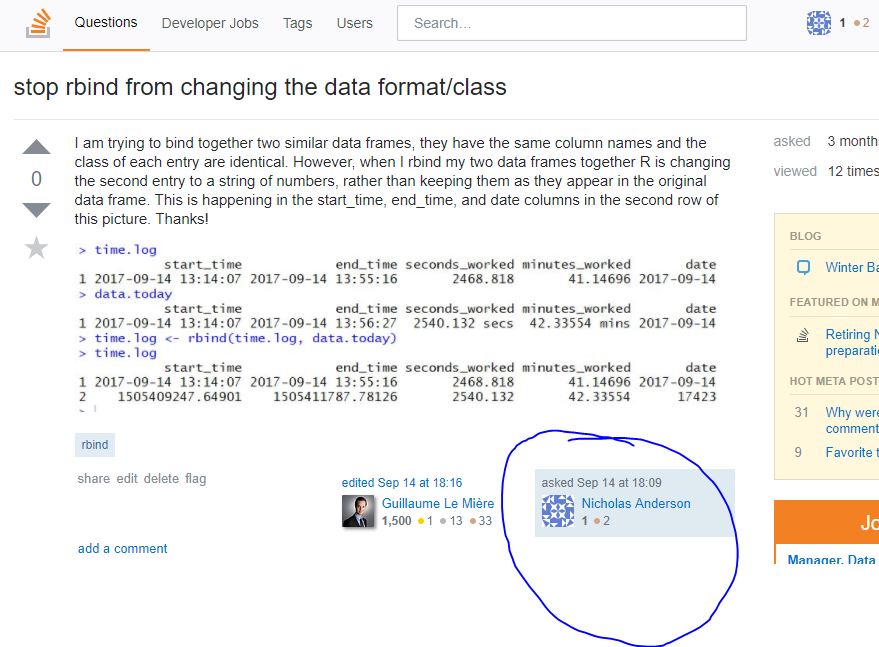 Questions Developer Jobs Tags Users Search... 1 2
stop rbind from changing the data format/class
I am trying to bind together two similar data frames, they have the same column names and the
class of each entry are identical. However, when I rbind my two data frames together R is changing
the second entry to a string of numbers, rather than keeping them as they appear in the original
data frame. This is happening in the start_time, end_time, and date columns in the second row of
this picture. Thanks!
0
> time.log
start_time end_time seconds_worked minutes_worked date
1 2017-09-14 13:14:07 2017-09-14 13:55:16 2468.818 41.14696 2017-09-14
> data.today
start_time end_time seconds_worked minutes_worked date
1 2017-09-14 13:14:07 2017-09-14 13:56:27 2540.132 secs 42.33554 mins 2017-09-14
> time.log <- rbind(time.log, data.today)
> time.log
start_time end_time seconds_worked minutes_worked date
1 2017-09-14 13:14:07 2017-09-14 13:55:16 2468.818 41.14696 2017-09-14
2 1505409247.64901 1505411787.78126 2540.132 42.33554 17423
>
rbind
share edit delete flag
edited Sep 14 at 18:16
Guillaume Le Mière
1,500 1 13 33
asked Sep 14 at 18:09
Nicholas Anderson
1 2
add a comment
asked 3 month
viewed 12 times
BLOG
Winter Ba
FEATURED ON M
Retiring N
preparati
HOT META POST
31 Why were
comment
9 Favorite t
Jo
Manager, Data